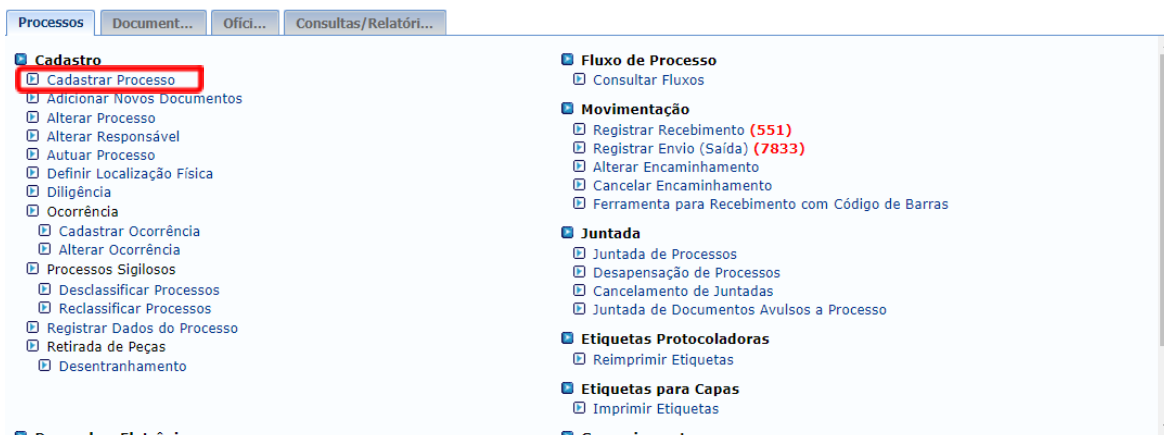 Processos
Document...
Ofíci...
Consultas/Relatóri...
Cadastro
Cadastrar Processo
Adicionar Novos Documentos
Alterar Processo
Alterar Responsável
Autuar Processo
Definir Localização Física
Diligência
Ocorrência
Cadastrar Ocorrência
Alterar Ocorrência
Processos Sigilosos
Desclassificar Processos
Reclassificar Processos
Registrar Dados do Processo
Retirada de Peças
Desentranhamento
Fluxo de Processo
Consultar Fluxos
Movimentação
Registrar Recebimento (551)
Registrar Envio (Saída) (7833)
Alterar Encaminhamento
Cancelar Encaminhamento
Ferramenta para Recebimento com Código de Barras
Juntada
Juntada de Processos
Desapensação de Processos
Cancelamento de Juntadas
Juntada de Documentos Avulsos a Processo
Etiquetas Protocoladoras
Reimprimir Etiquetas
Etiquetas para Capas
Imprimir Etiquetas